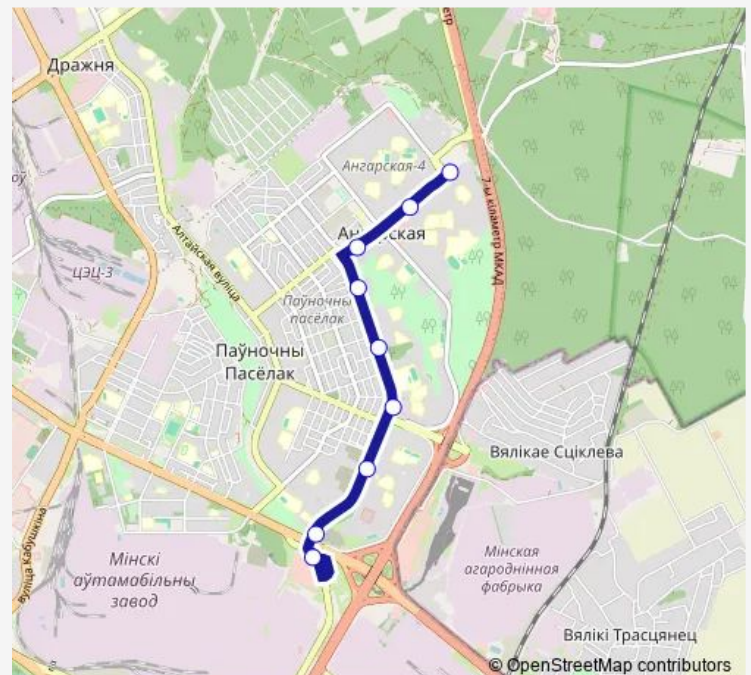 Дражня
Ангарская-4
7-ы кіламетр МКАД
Алтайская вуліца
ЦЭЦ-3
Паўночны
пасёлак
Паўночны
Пасёлак
Вялікае Сціклева
вуліца Кабушкіна
Мінскі
аўтамабільны
завод
Мінская
агароднінная
фабрыка
Вялікі Трасцянец
© OpenStreetMap contributors